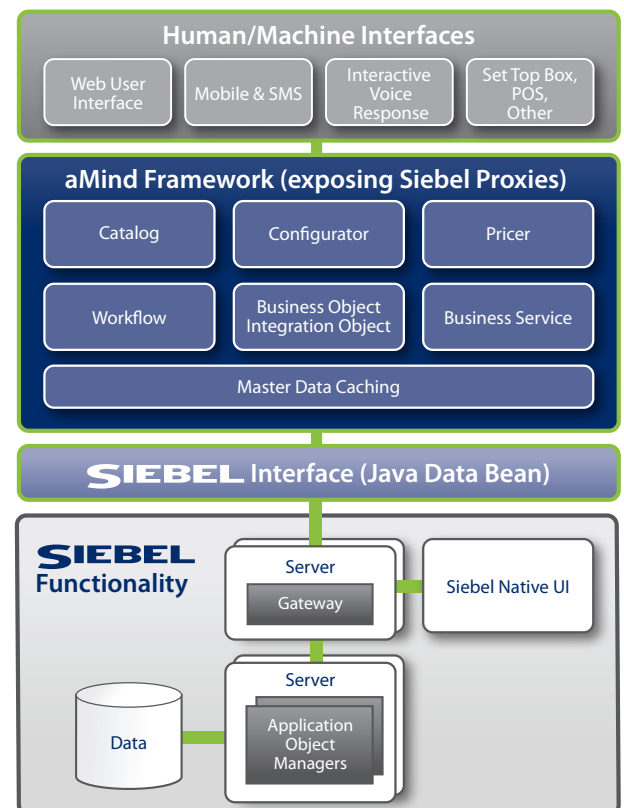 Human/Machine Interfaces
Web User
Interface
Mobile & SMS
Interactive
Voice
Response
Set Top Box,
POS,
Other
aMind Framework (exposing Siebel Proxies)
Catalog
Configurator
Pricer
Workflow
Business Object
Integration Object
Business Service
Master Data Caching
SIEBEL Interface (Java Data Bean)
SIEBEL
Functionality
Server
Gateway
Siebel Native UI
Server
Application
Object
Managers
Data